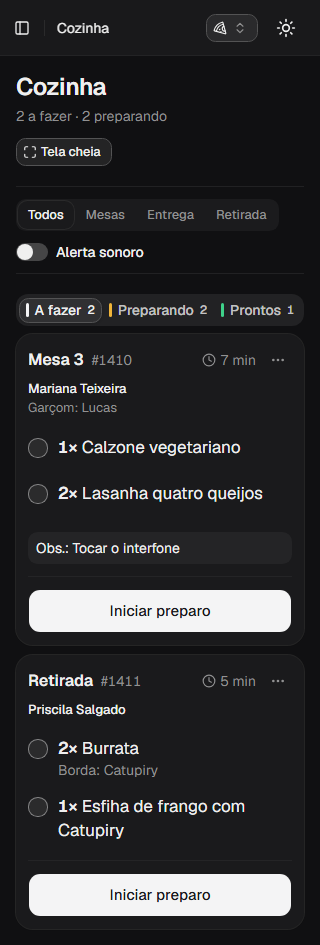 Cozinha
Cozinha
2 a fazer · 2 preparando
Tela cheia
Todos Mesas Entrega Retirada
Alerta sonoro
A fazer 2 Preparando 2 Prontos 1
Mesa 3 #1410 7 min
Mariana Teixeira
Garçom: Lucas
1× Calzone vegetariano
2× Lasanha quatro queijos
Obs.: Tocar o interfone
Iniciar preparo
Retirada #1411 5 min
Priscila Salgado
2× Burrata
Borda: Catupiry
1× Esfiha de frango com
Catupiry
Iniciar preparo